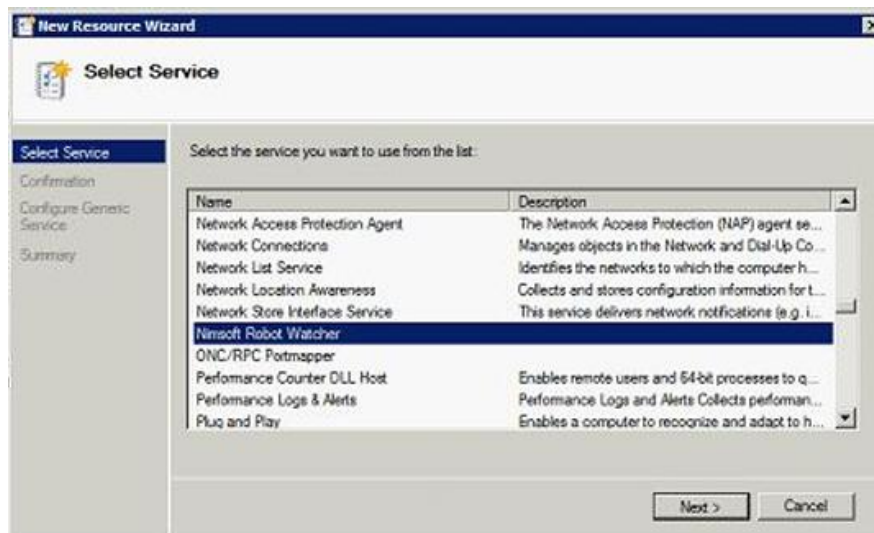 New Resource Wizard
Select Service
Select Service
Confirmation
Configure Generic
Service
Summary
Select the service you want to use from the list:
Name Description
Network Access Protection Agent The Network Access Protection (NAP) agent se...
Network Connections Manages objects in the Network and Dial-Up Co...
Network List Service Identifies the networks to which the computer h...
Network Location Awareness Collects and stores configuration information for t...
Network Store Interface Service This service delivers network notifications (e.g. i...
Nimsoft Robot Watcher
ONC/RPC Portmapper
Performance Counter DLL Host Enables remote users and 64-bit processes to q...
Performance Logs & Alerts Performance Logs and Alerts Collects performan...
Plug and Play Enables a computer to recognize and adapt to h...
Next > Cancel